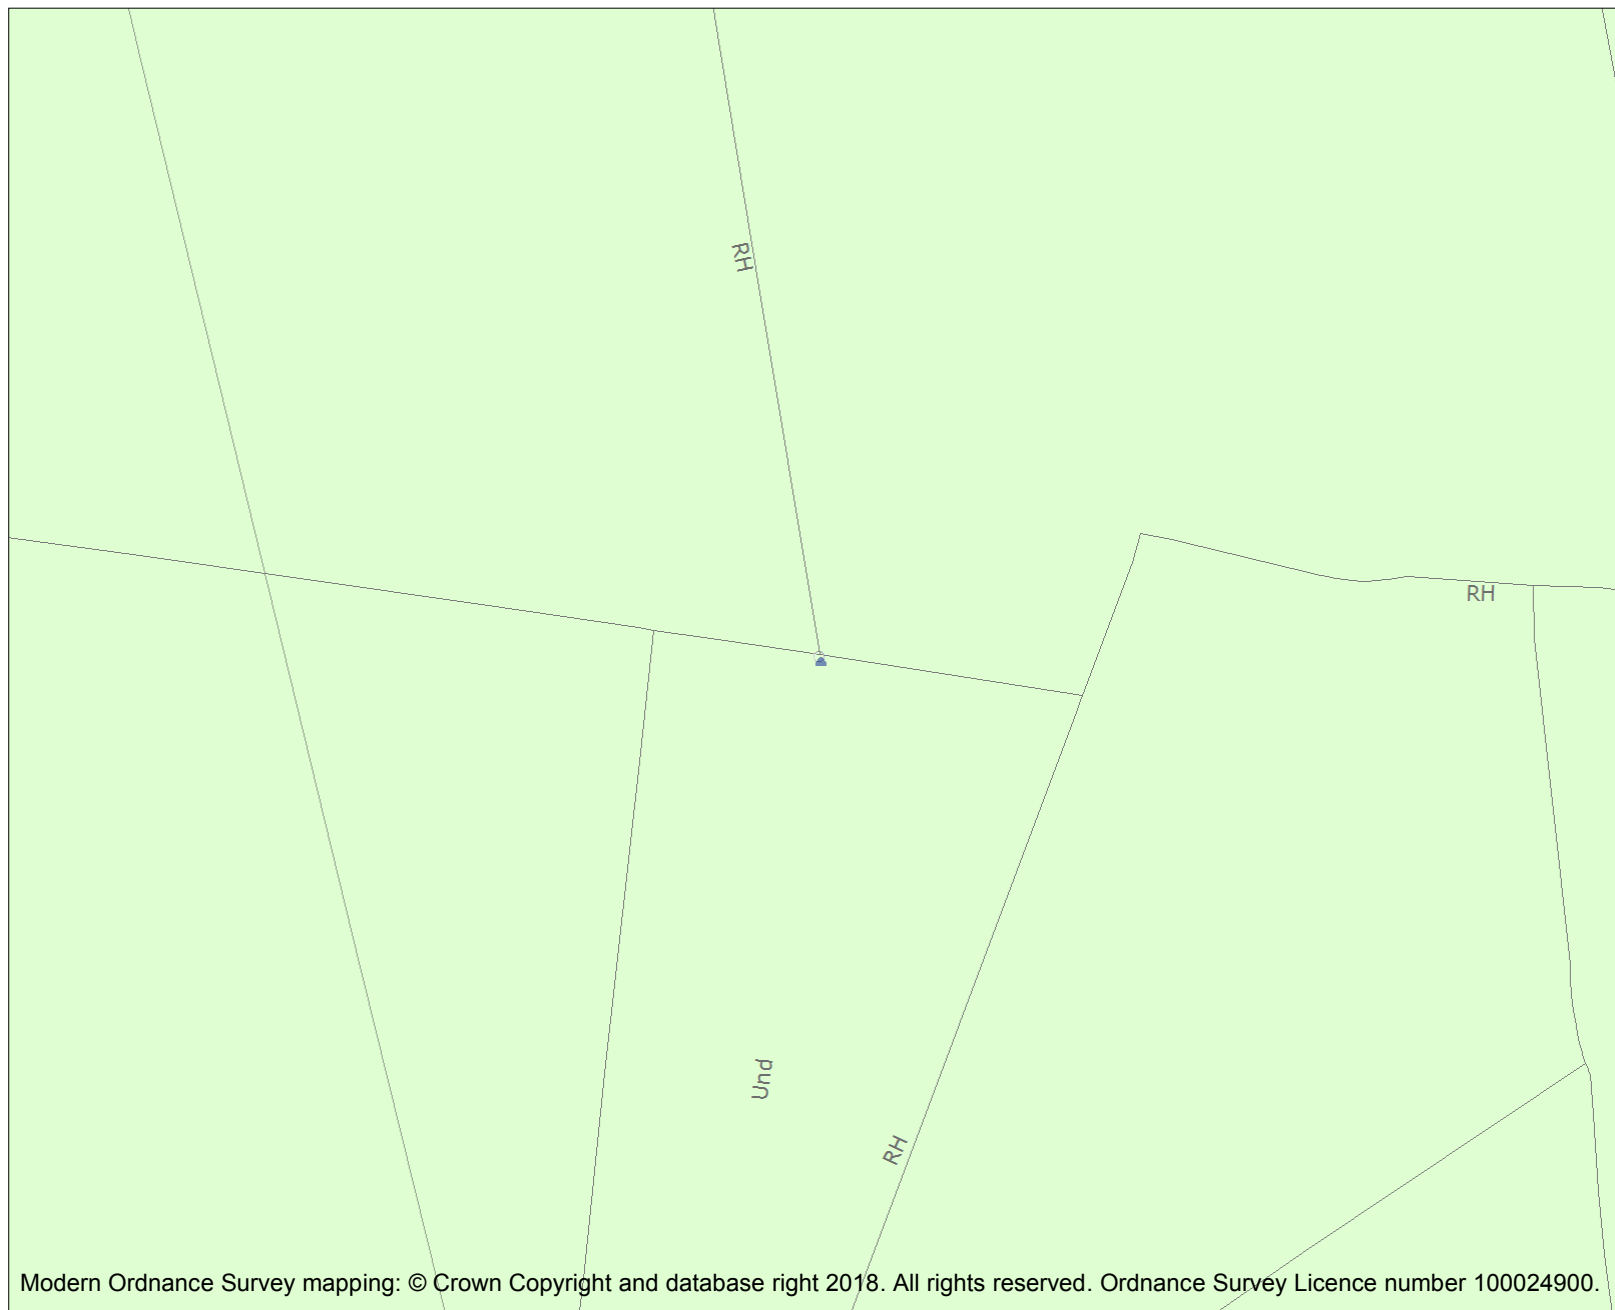 RH
RH
Und
RH
Modern Ordnance Survey mapping: © Crown Copyright and database right 2018. All rights reserved. Ordnance Survey Licence number 100024900.